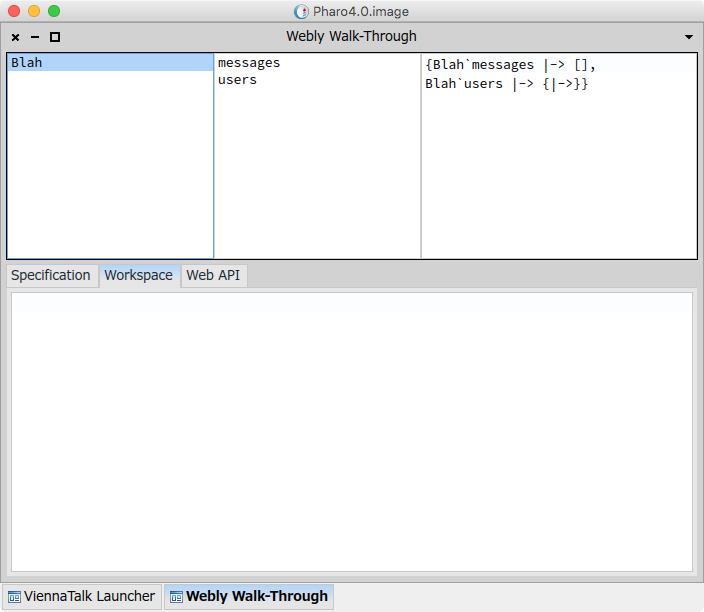 Pharo4.0.image
Webly Walk-Through
Blah
messages
users
{Blah`messages |-> [],
Blah`users |-> {|->}}
Specification
Workspace
Web API
ViennaTalk Launcher
Webly Walk-Through